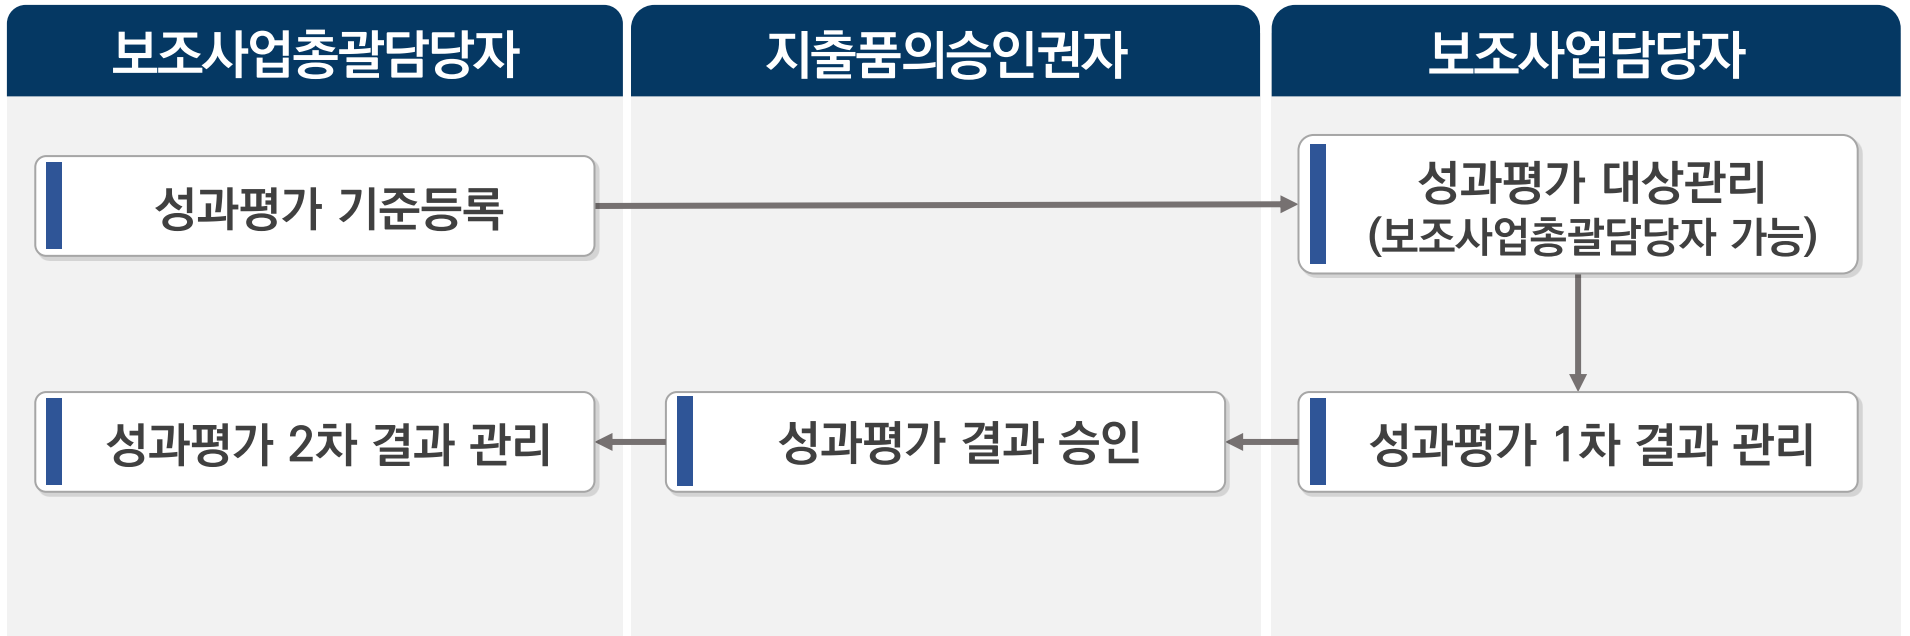 보조사업총괄담당자
지출품의승인권자
보조사업담당자
성과평가 기준등록
성과평가 대상관리
(보조사업총괄담당자 가능)
성과평가 2차 결과 관리
성과평가 결과 승인
성과평가 1차 결과 관리